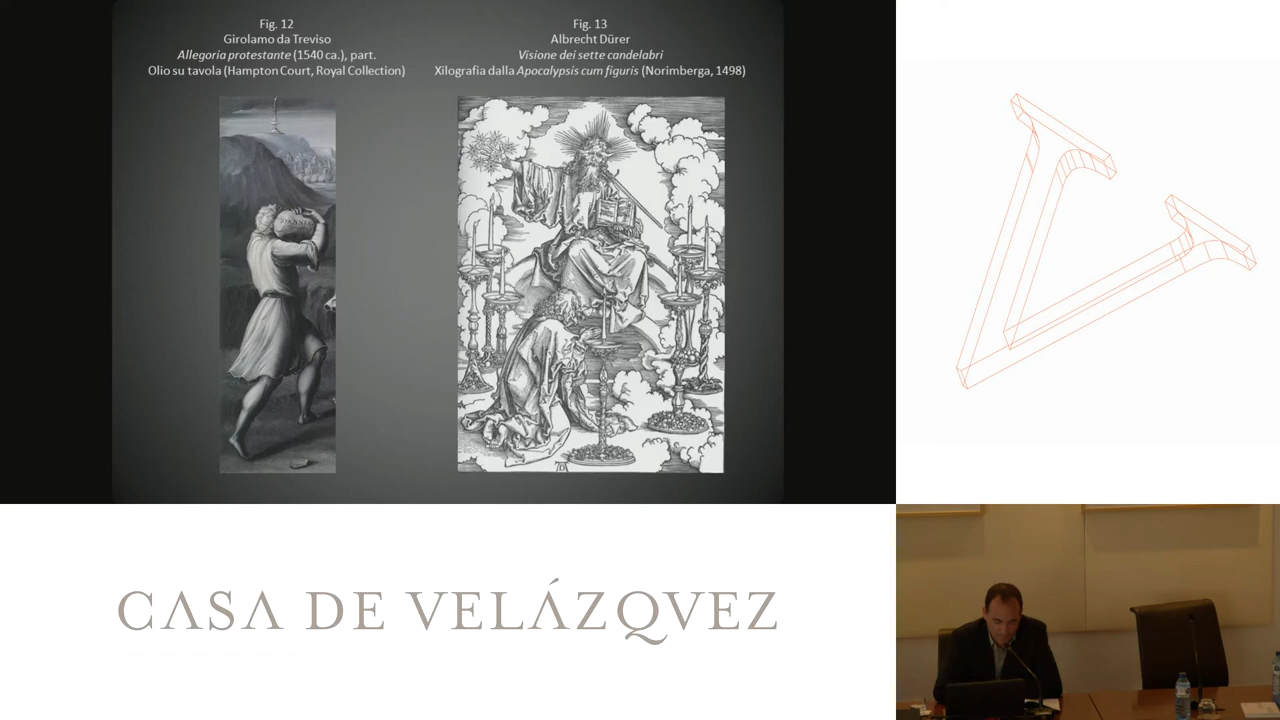 Fig. 12
Girolamo da Treviso
Allegoria protestante (1540 ca.), part.
Olio su tavola (Hampton Court, Royal Collection)
Fig. 13
Albrecht Dürer
Visione dei sette candelabri
Xilografia dalla Apocalypsis cum figuris (Norimberga, 1498)
CASA DE VELÁZQVEZ